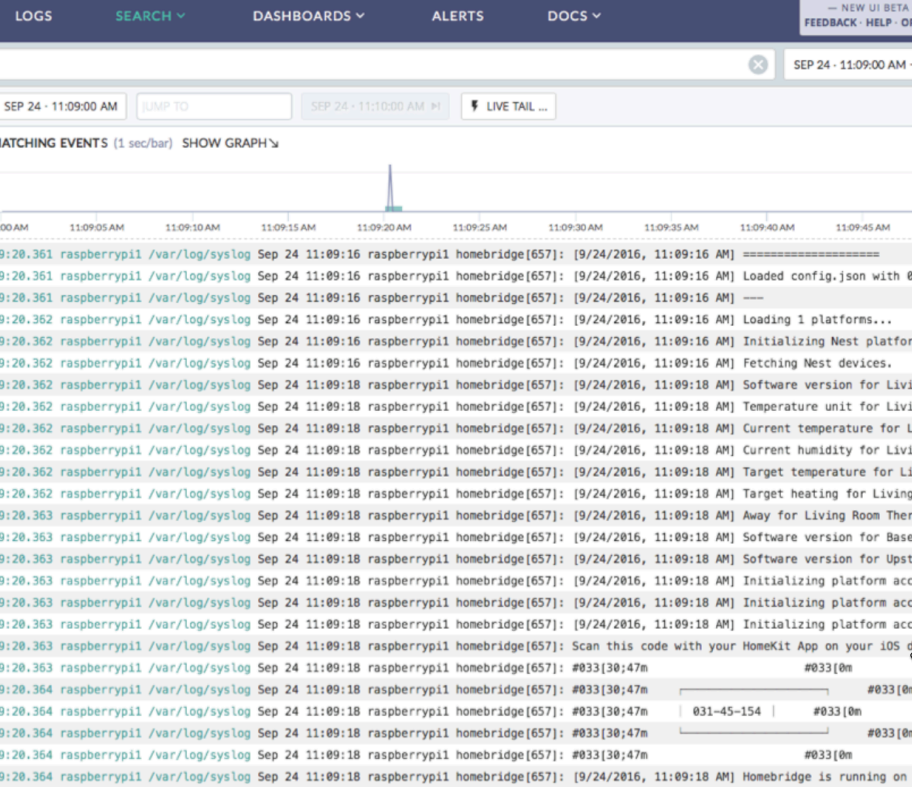 LOGS SEARCH DASHBOARDS ALERTS DOCS
— NEW UI BETA
FEEDBACK · HELP ·
SEP 24 · 11:09:00 AM
SEP 24 · 11:09:00 AM JUMP TO SEP 24 · 11:10:00 AM LIVE TAIL ...
MATCHING EVENTS (1 sec/bar) SHOW GRAPH
:00 AM 11:09:05 AM 11:09:10 AM 11:09:15 AM 11:09:20 AM 11:09:25 AM 11:09:30 AM 11:09:35 AM 11:09:40 AM 11:09:45 AM
9:20.361 raspberrypi1 /var/log/syslog Sep 24 11:09:16 raspberrypi1 homebridge[657]: [9/24/2016, 11:09:16 AM] ====================
9:20.361 raspberrypi1 /var/log/syslog Sep 24 11:09:16 raspberrypi1 homebridge[657]: [9/24/2016, 11:09:16 AM] Loaded config.json with 0
9:20.361 raspberrypi1 /var/log/syslog Sep 24 11:09:16 raspberrypi1 homebridge[657]: [9/24/2016, 11:09:16 AM] ---
9:20.362 raspberrypi1 /var/log/syslog Sep 24 11:09:16 raspberrypi1 homebridge[657]: [9/24/2016, 11:09:16 AM] Loading 1 platforms...
9:20.362 raspberrypi1 /var/log/syslog Sep 24 11:09:16 raspberrypi1 homebridge[657]: [9/24/2016, 11:09:16 AM] Initializing Nest platfor
9:20.362 raspberrypi1 /var/log/syslog Sep 24 11:09:16 raspberrypi1 homebridge[657]: [9/24/2016, 11:09:16 AM] Fetching Nest devices.
9:20.362 raspberrypi1 /var/log/syslog Sep 24 11:09:18 raspberrypi1 homebridge[657]: [9/24/2016, 11:09:18 AM] Software version for Livi
9:20.362 raspberrypi1 /var/log/syslog Sep 24 11:09:18 raspberrypi1 homebridge[657]: [9/24/2016, 11:09:18 AM] Temperature unit for Livi
9:20.362 raspberrypi1 /var/log/syslog Sep 24 11:09:18 raspberrypi1 homebridge[657]: [9/24/2016, 11:09:18 AM] Current temperature for L
9:20.362 raspberrypi1 /var/log/syslog Sep 24 11:09:18 raspberrypi1 homebridge[657]: [9/24/2016, 11:09:18 AM] Current humidity for Livi
9:20.362 raspberrypi1 /var/log/syslog Sep 24 11:09:18 raspberrypi1 homebridge[657]: [9/24/2016, 11:09:18 AM] Target temperature for Li
9:20.362 raspberrypi1 /var/log/syslog Sep 24 11:09:18 raspberrypi1 homebridge[657]: [9/24/2016, 11:09:18 AM] Target heating for Living
9:20.363 raspberrypi1 /var/log/syslog Sep 24 11:09:18 raspberrypi1 homebridge[657]: [9/24/2016, 11:09:18 AM] Away for Living Room Ther
9:20.363 raspberrypi1 /var/log/syslog Sep 24 11:09:18 raspberrypi1 homebridge[657]: [9/24/2016, 11:09:18 AM] Software version for Base
9:20.363 raspberrypi1 /var/log/syslog Sep 24 11:09:18 raspberrypi1 homebridge[657]: [9/24/2016, 11:09:18 AM] Software version for Upst
9:20.363 raspberrypi1 /var/log/syslog Sep 24 11:09:18 raspberrypi1 homebridge[657]: [9/24/2016, 11:09:18 AM] Initializing platform acc
9:20.363 raspberrypi1 /var/log/syslog Sep 24 11:09:18 raspberrypi1 homebridge[657]: [9/24/2016, 11:09:18 AM] Initializing platform acc
9:20.363 raspberrypi1 /var/log/syslog Sep 24 11:09:18 raspberrypi1 homebridge[657]: [9/24/2016, 11:09:18 AM] Initializing platform acc
9:20.363 raspberrypi1 /var/log/syslog Sep 24 11:09:18 raspberrypi1 homebridge[657]: Scan this code with your HomeKit App on your iOS d
9:20.363 raspberrypi1 /var/log/syslog Sep 24 11:09:18 raspberrypi1 homebridge[657]: #033[30;47m #033[0m
9:20.364 raspberrypi1 /var/log/syslog Sep 24 11:09:18 raspberrypi1 homebridge[657]: #033[30;47m #033[0m
9:20.364 raspberrypi1 /var/log/syslog Sep 24 11:09:18 raspberrypi1 homebridge[657]: #033[30;47m | 031-45-154 | #033[0m
9:20.364 raspberrypi1 /var/log/syslog Sep 24 11:09:18 raspberrypi1 homebridge[657]: #033[30;47m #033[0m
9:20.364 raspberrypi1 /var/log/syslog Sep 24 11:09:18 raspberrypi1 homebridge[657]: #033[30;47m #033[0m
9:20.364 raspberrypi1 /var/log/syslog Sep 24 11:09:18 raspberrypi1 homebridge[657]: [9/24/2016, 11:09:18 AM] Homebridge is running on